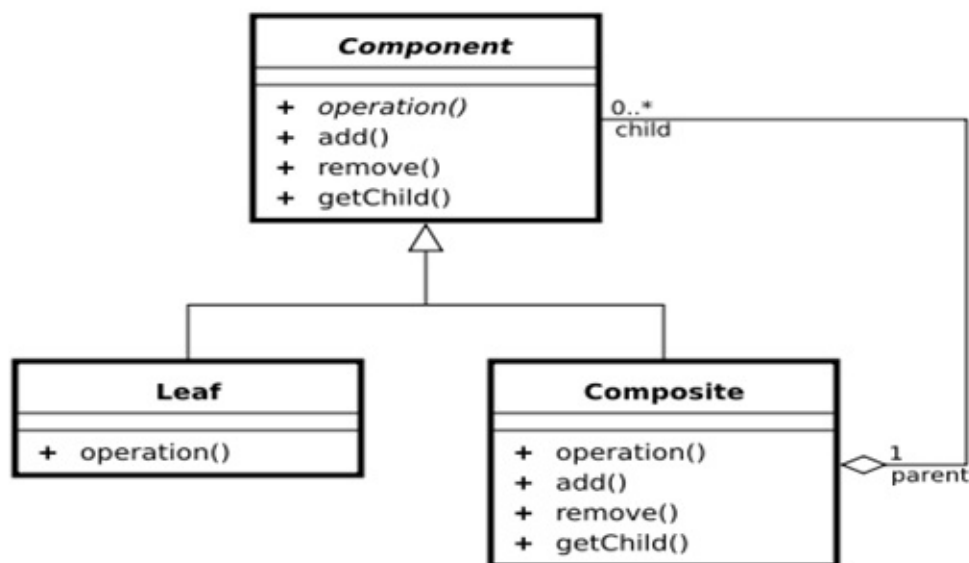 Component
+ operation()
+ add()
+ remove()
+ getChild()
0..*
child
Leaf
+ operation()
Composite
+ operation()
+ add()
+ remove()
+ getChild()
1
parent